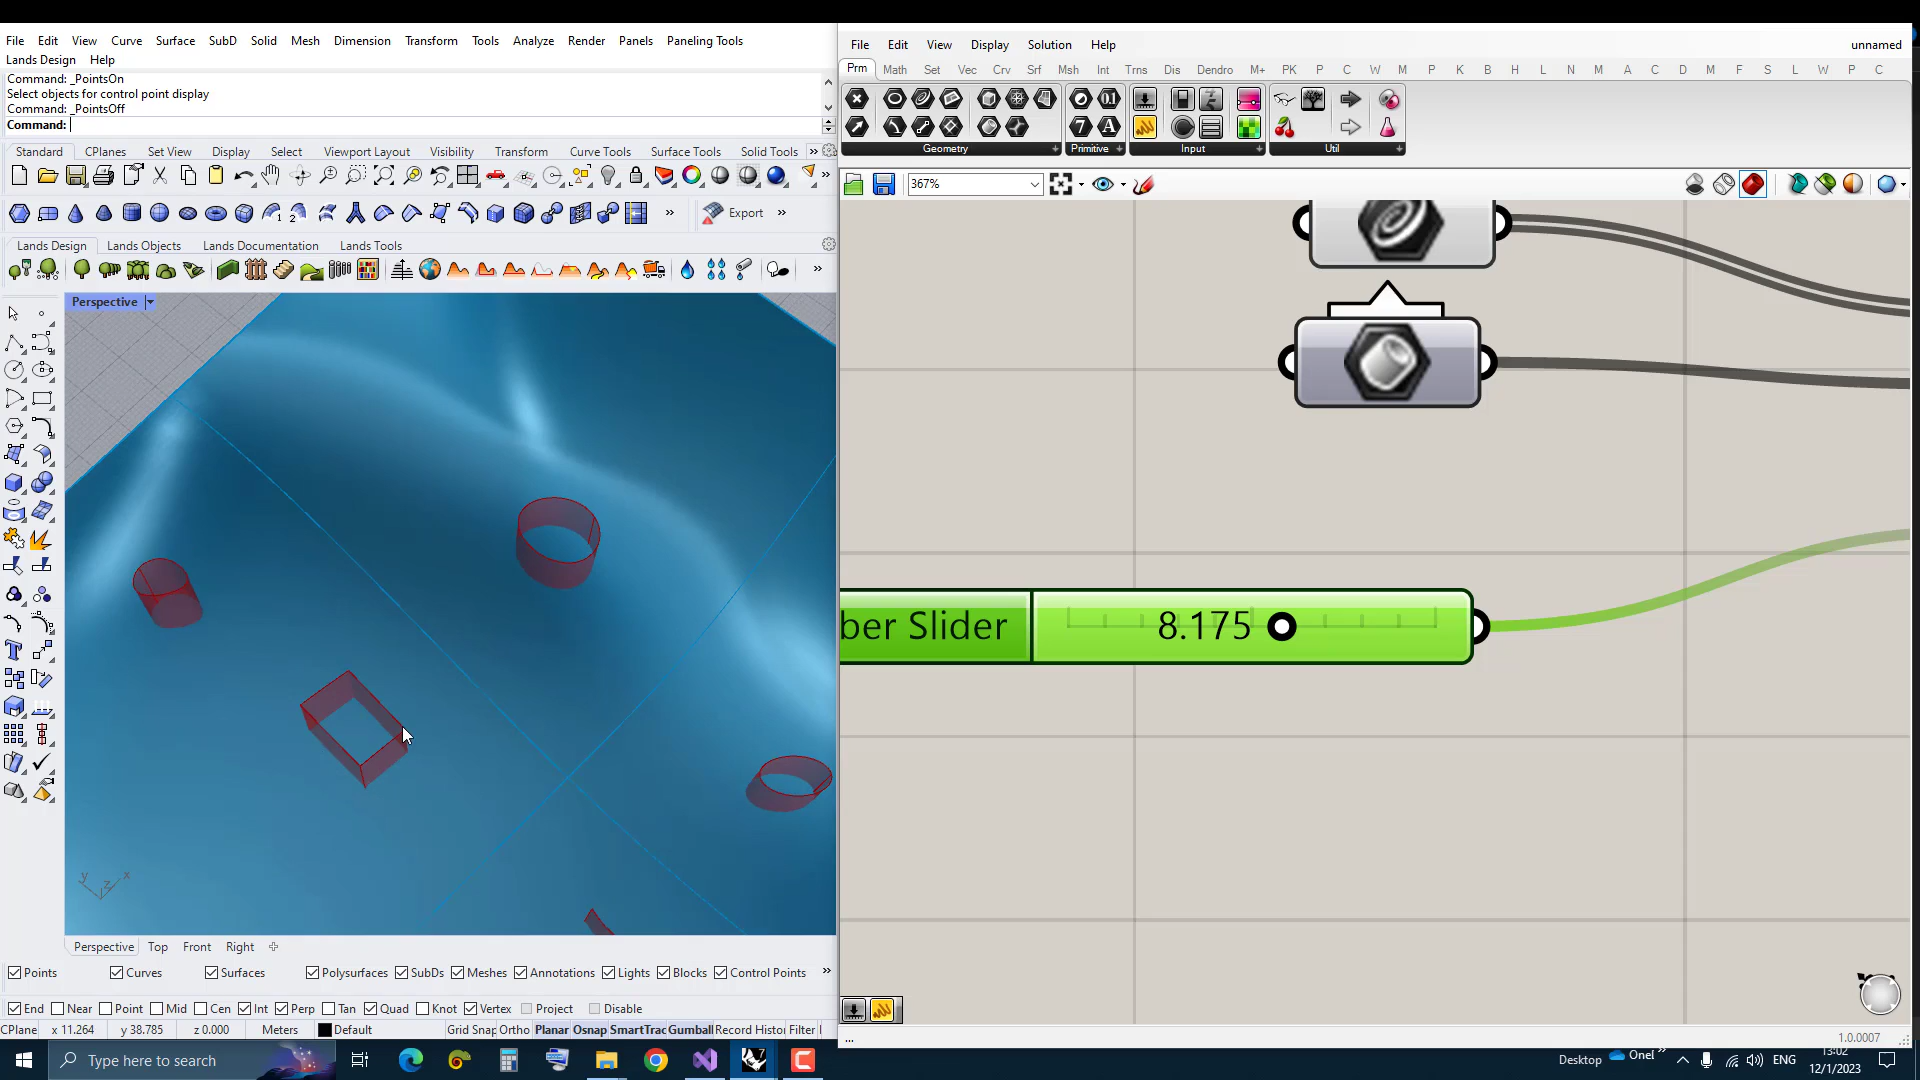 File Edit View Curve Surface SubD Solid Mesh Dimension Transform Tools Analyze Render Panels Paneling Tools
Lands Design Help
Command: _PointsOn
Select objects for control point display
Command: _PointsOff
Command:
Standard CPlanes Set View Display Select Viewport Layout Visibility Transform Curve Tools Surface Tools Solid Tools »
Export »
Lands Design Lands Objects Lands Documentation Lands Tools
Perspective
y z x
Perspective Top Front Right
Points Curves Surfaces Polysurfaces SubDs Meshes Annotations Lights Blocks Control Points »
End Near Point Mid Cen Int Perp Tan Quad Knot Vertex Project Disable
CPlane x 11.264 y 38.785 z 0.000 Meters Default Grid Snap Ortho Planar Osnap SmartTrac Gumball Record Histo Filter
File Edit View Display Solution Help unnamed
Prm Math Set Vec Crv Srf Msh Int Trns Dis Dendro M+ PK P C W M P K B H L N M A C D M F S L W P C
Geometry Primitive Input Util
367%
ber Slider 8.175
...
1.0.0007
Type here to search
Desktop Onel » ENG
13:02
12/1/2023